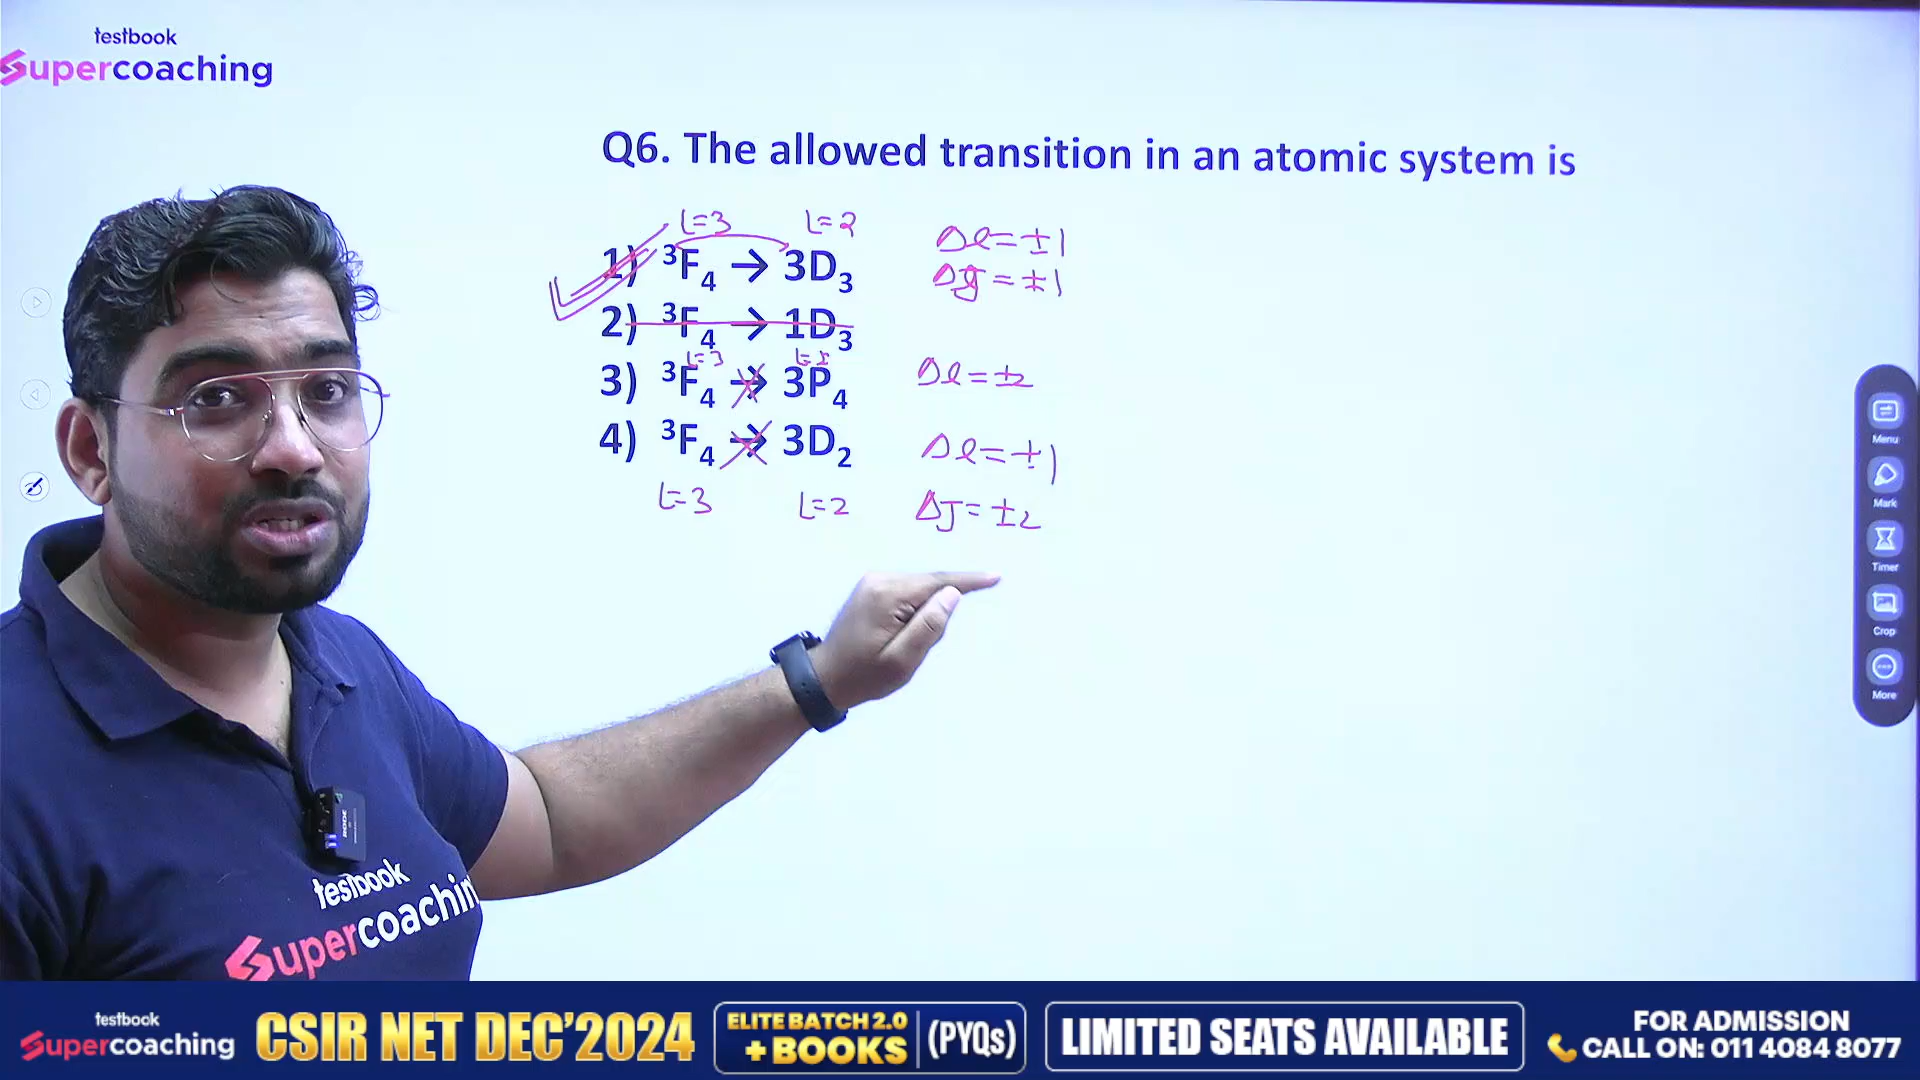 testbook
Supercoaching
Q6. The allowed transition in an atomic system is
L=3 L=2
1) ³F₄ → 3D₃
Δl=±1
ΔJ=±1
2) ³F₄ → 1D₃
L=3
3) ³F₄ → 3P₄
Δl=±2
4) ³F₄ → 3D₂
Δl=±1
L=3 L=2
ΔJ=±2
Menu
Mark
Timer
Crop
More
RODE
testbook
Supercoachin
testbook
Supercoaching
CSIR NET DEC'2024
ELITE BATCH 2.0
+ BOOKS
(PYQs)
LIMITED SEATS AVAILABLE
FOR ADMISSION
CALL ON: 011 4084 8077